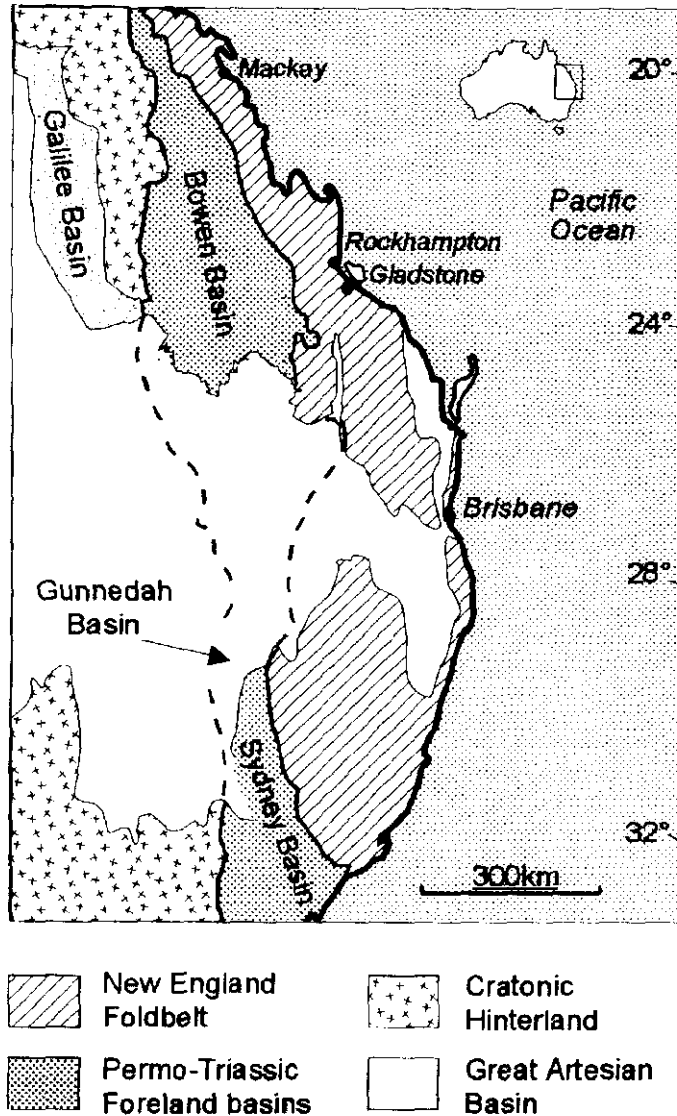 Mackay
20°
Galilee Basin
Bowen Basin
Pacific
Ocean
Rockhampton
Gladstone
24°
Brisbane
28°
Gunnedah
Basin
Sydney Basin
32°
300km
New England
Foldbelt
Cratonic
Hinterland
Permo-Triassic
Foreland basins
Great Artesian
Basin